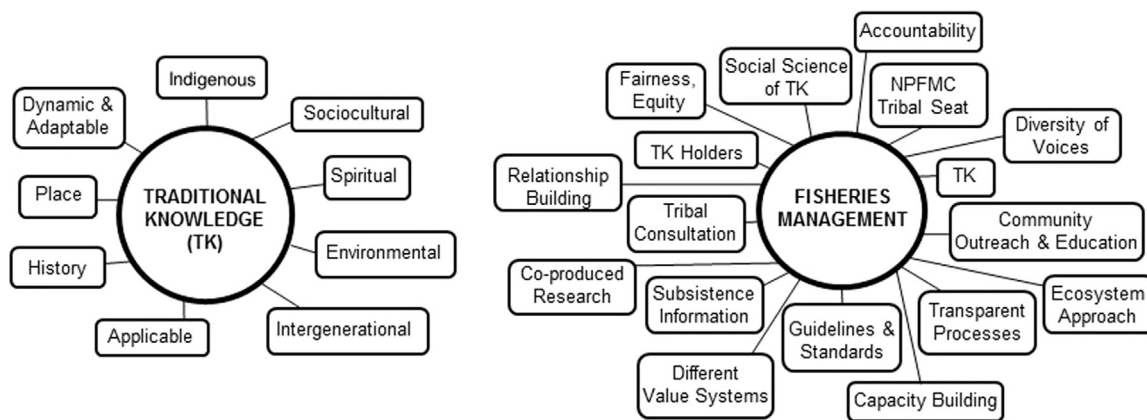 Indigenous
Dynamic &
Adaptable
Sociocultural
Place
TRADITIONAL
KNOWLEDGE
(TK)
Spiritual
History
Environmental
Applicable
Intergenerational
Accountability
Fairness,
Equity
Social Science
of TK
NPFMC
Tribal Seat
Diversity of
Voices
TK Holders
Relationship
Building
FISHERIES
MANAGEMENT
TK
Tribal
Consultation
Community
Outreach & Education
Co-produced
Research
Subsistence
Information
Guidelines &
Standards
Transparent
Processes
Ecosystem
Approach
Different
Value Systems
Capacity Building